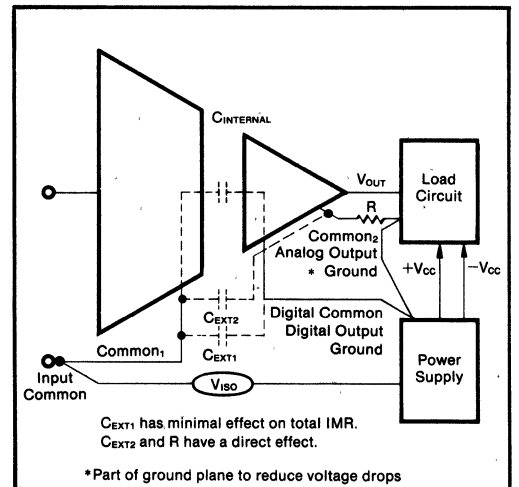 CINTERNAL
VOUT
Load
Circuit
R
Common2
Analog Output
* Ground
+VCC
-VCC
CEXT2
Digital Common
Digital Output
Ground
Common1
CEXT1
Power
Supply
Input
Common
VISO
CEXT1 has minimal effect on total IMR.
CEXT2 and R have a direct effect.
*Part of ground plane to reduce voltage drops